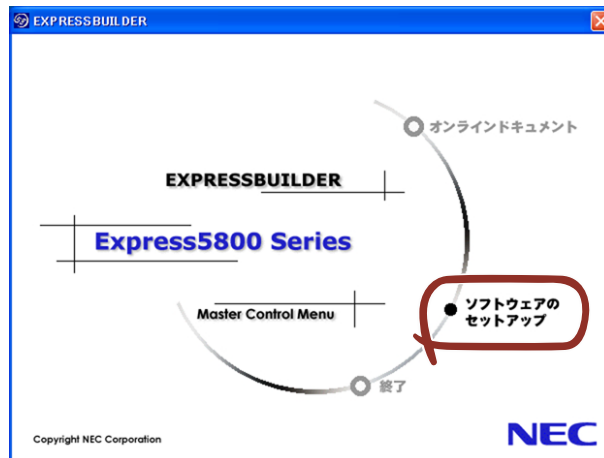 EXPRESSBUILDER
オンラインドキュメント
EXPRESSBUILDER
Express5800 Series
Master Control Menu
ソフトウェアの
セットアップ
終了
Copyright NEC Corporation
NEC